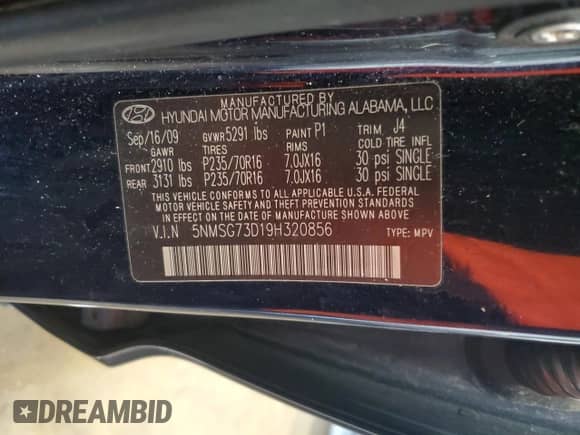 MANUFACTURED BY
HYUNDAI MOTOR MANUFACTURING ALABAMA, LLC
Sep/16/09 GVWR 5291 lbs PAINT P1 TRIM J4
GAWR TIRES RIMS COLD TIRE INFL
FRONT 2910 lbs P235/70R16 7.0JX16 30 psi SINGLE
REAR 3131 lbs P235/70R16 7.0JX16 30 psi SINGLE
THIS VEHICLE CONFORMS TO ALL APPLICABLE U.S.A. FEDERAL
MOTOR VEHICLE SAFETY AND THEFT PREVENTION STANDARDS
IN EFFECT ON THE DATE OF MANUFACTURE SHOWN ABOVE.
V.I.N 5NMSG73D19H320856 TYPE: MPV
DREAMBID